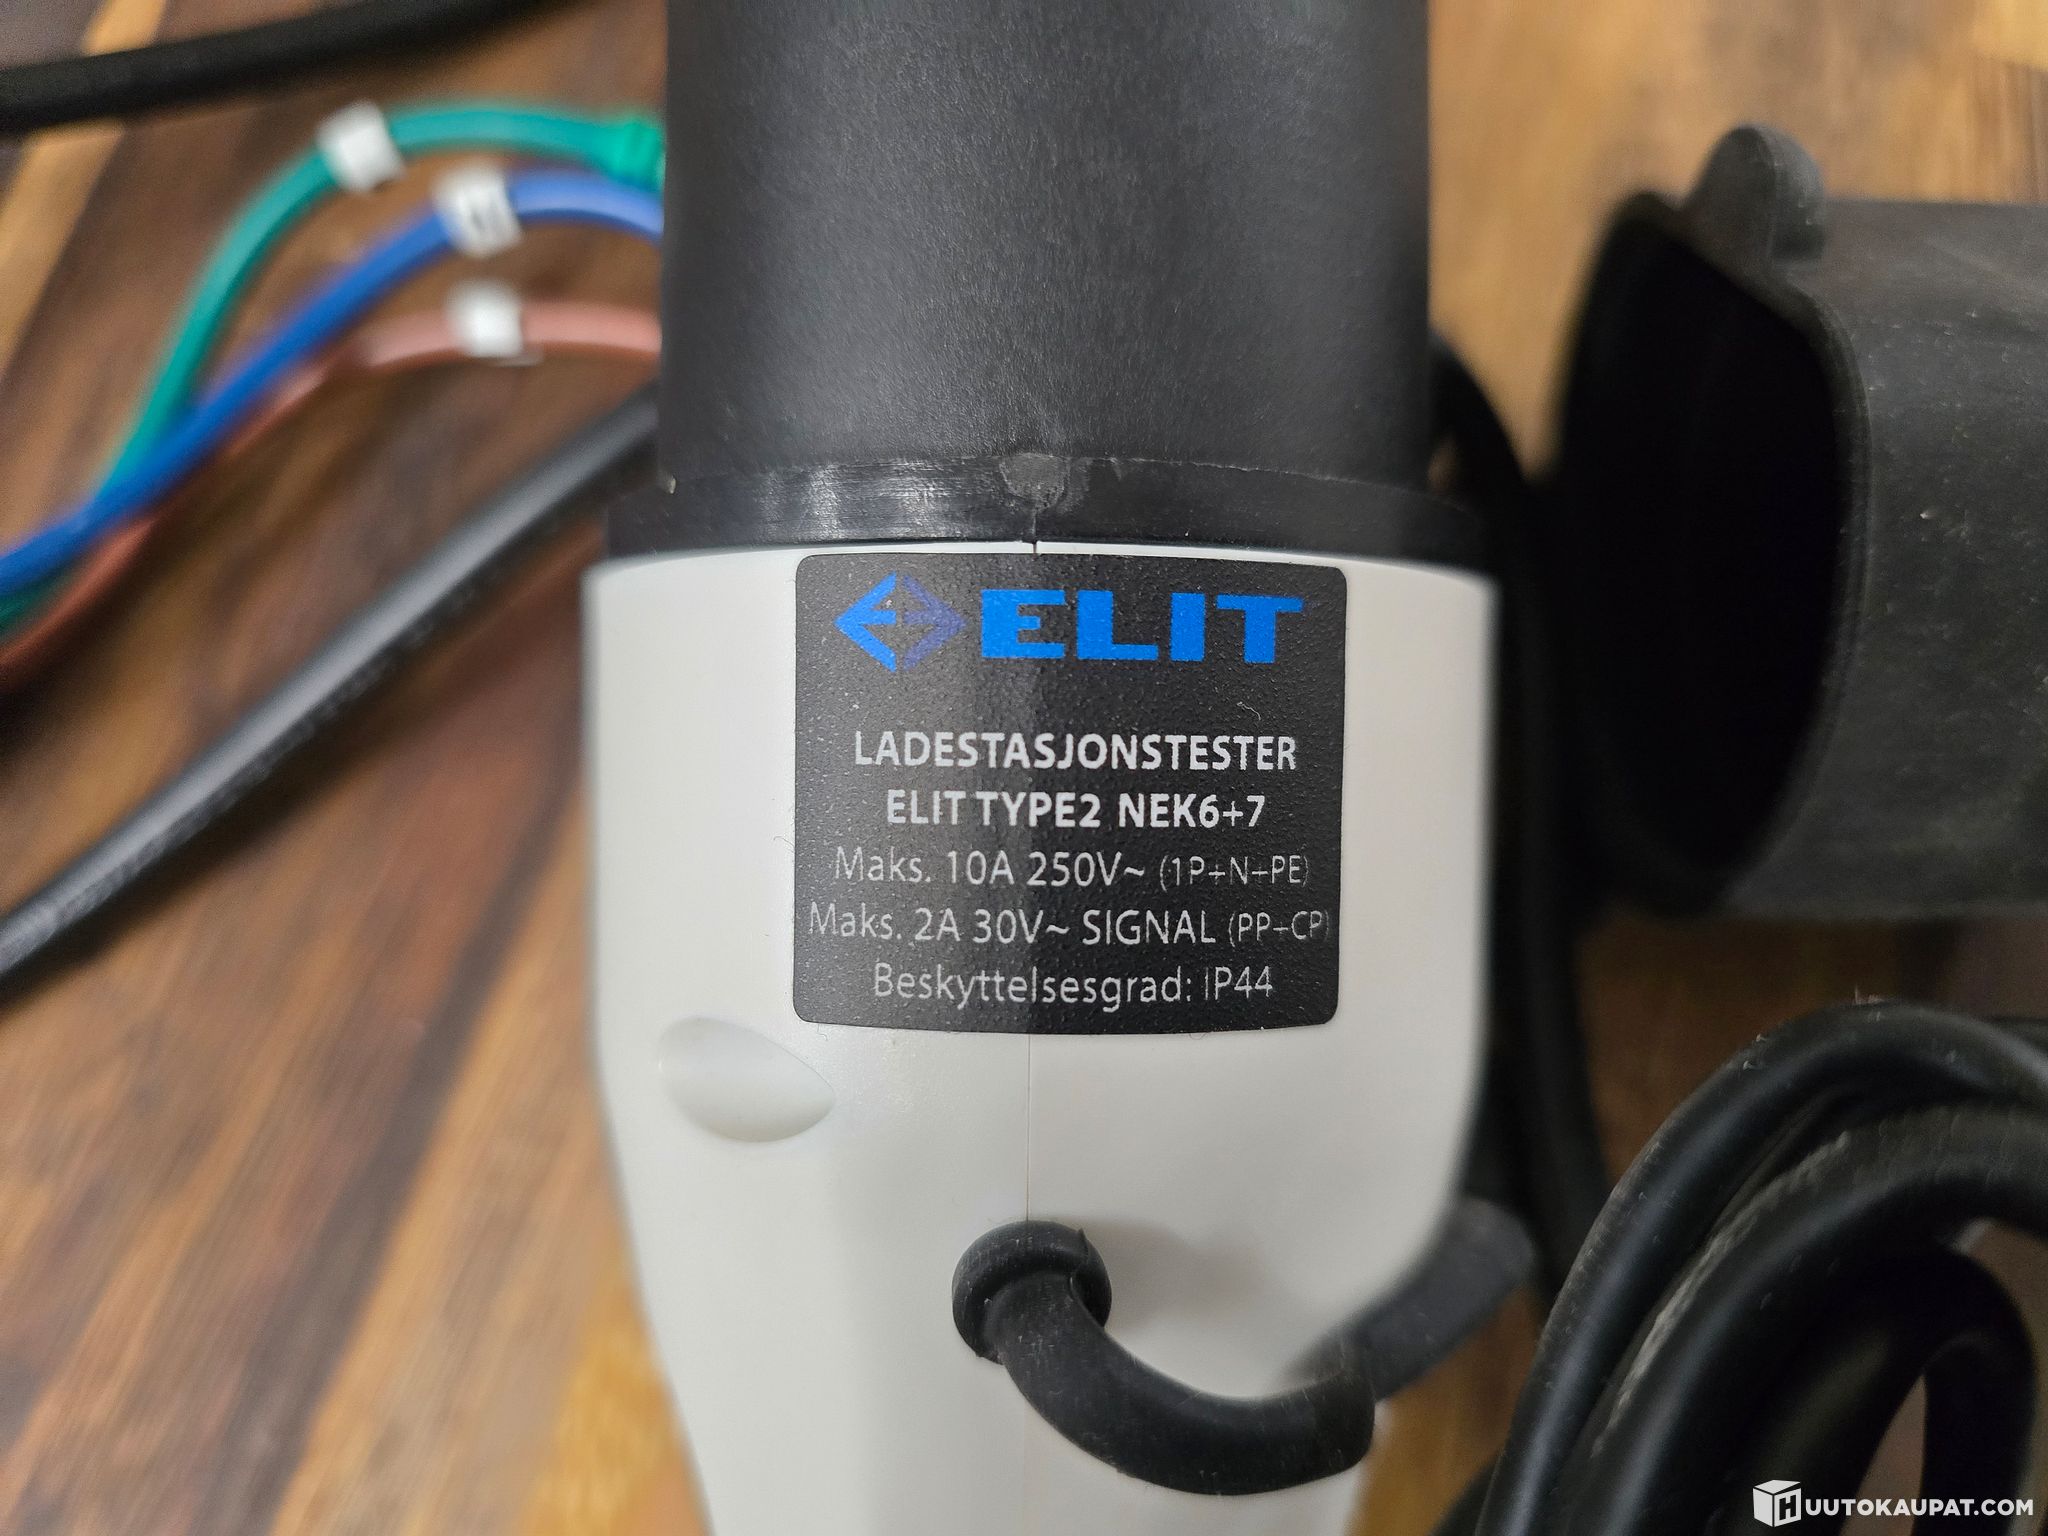 ELIT
LADESTASJONSTESTER
ELIT TYPE2 NEK6+7
Maks. 10A 250V~ (1P+N+PE)
Maks. 2A 30V~ SIGNAL (PP-CP)
Beskyttelsesgrad: IP44
HUUTOKAUPAT.COM